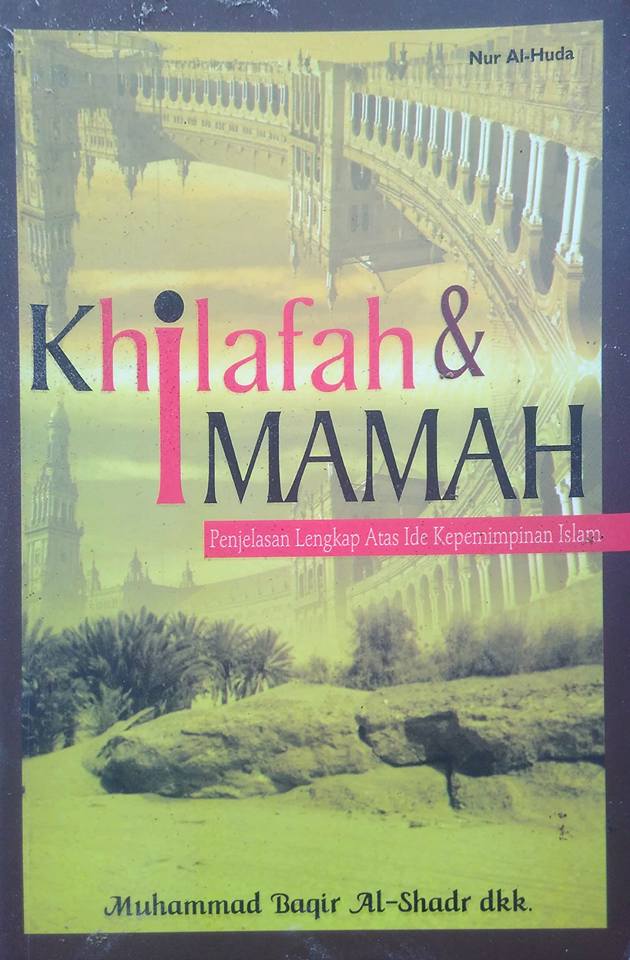 Nur Al-Huda
Khilafah &
IMAMAH
Penjelasan Lengkap Atas Ide Kepemimpinan Islam
Muhammad Baqir Al-Shadr dkk.